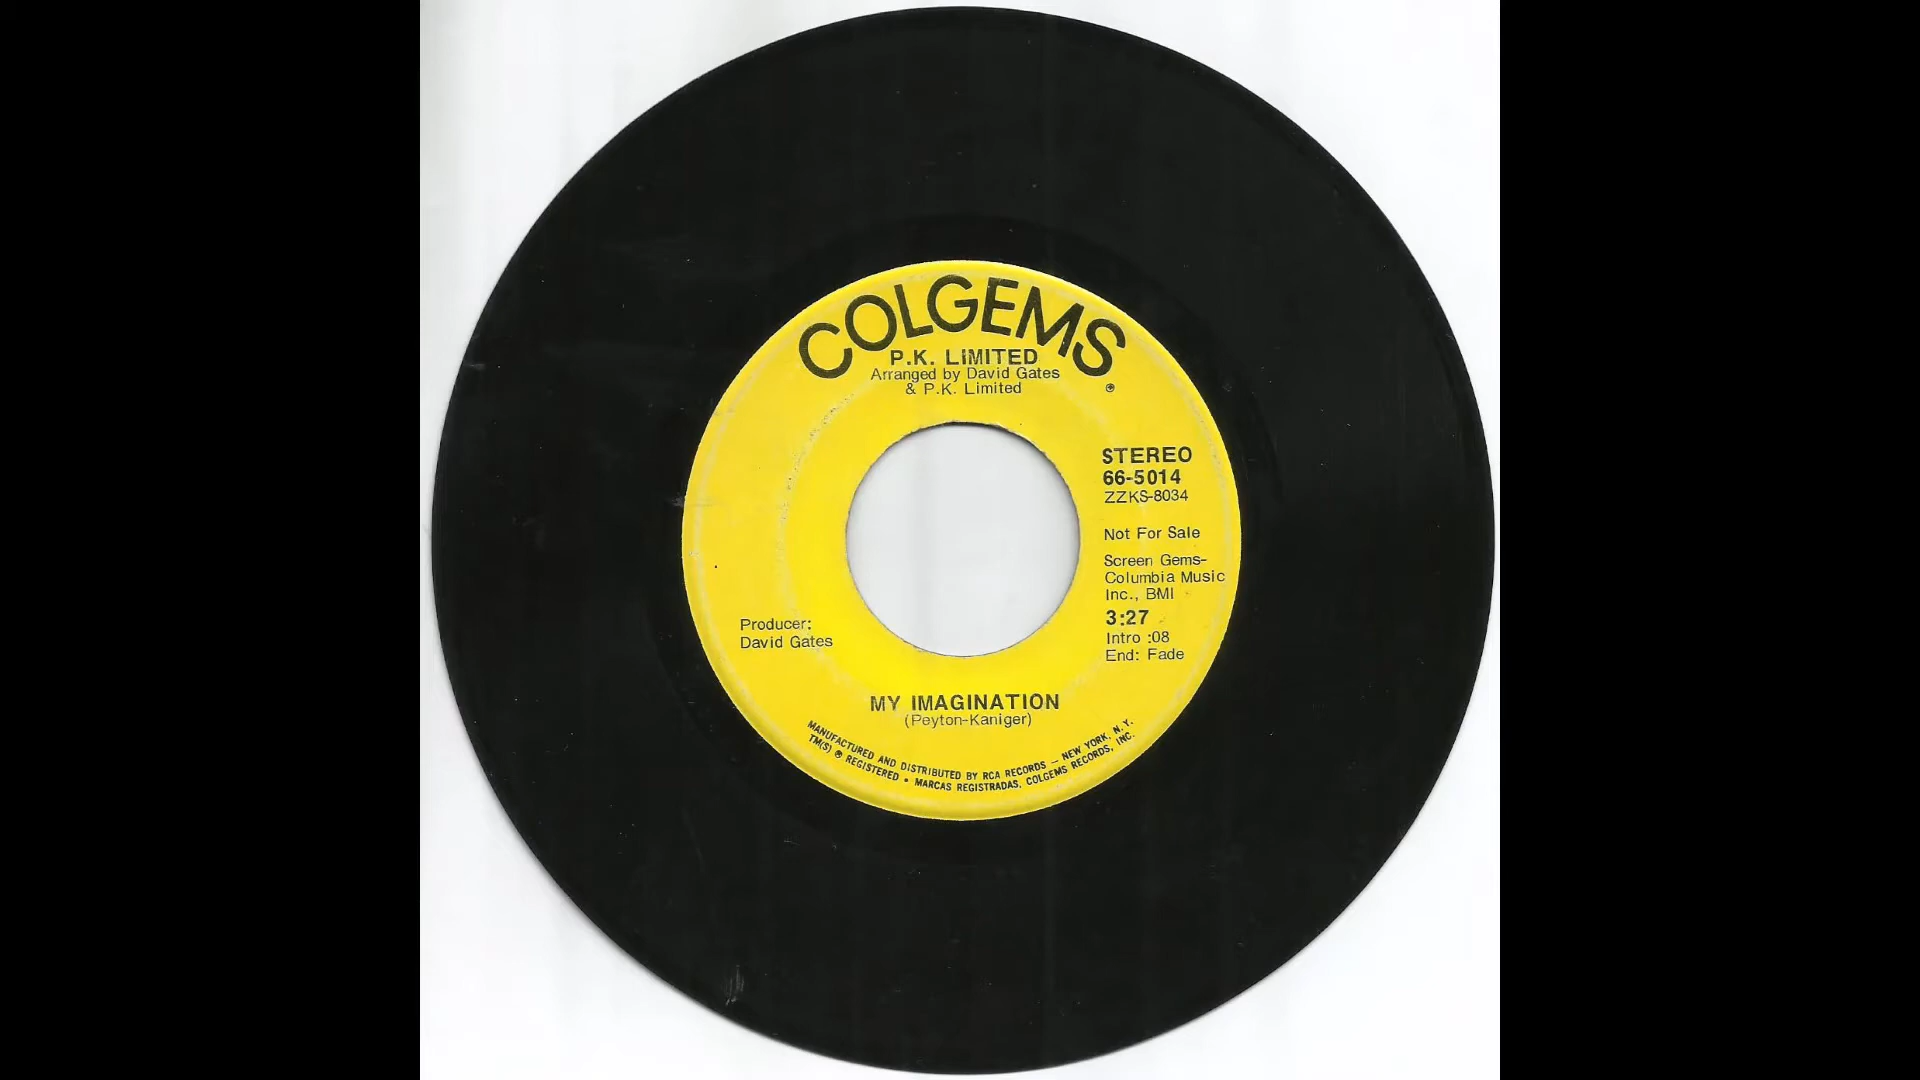 COLGEMS
P.K. LIMITED
Arranged by David Gates
& P.K. Limited
®
STEREO
66-5014
ZZKS-8034
Not For Sale
Screen Gems-
Columbia Music
Inc., BMI
3:27
Intro :08
End: Fade
Producer:
David Gates
MY IMAGINATION
(Peyton-Kaniger)
MANUFACTURED AND DISTRIBUTED BY RCA RECORDS — NEW YORK, N.Y.
TM(S) ® REGISTERED • MARCAS REGISTRADAS, COLGEMS RECORDS, INC.